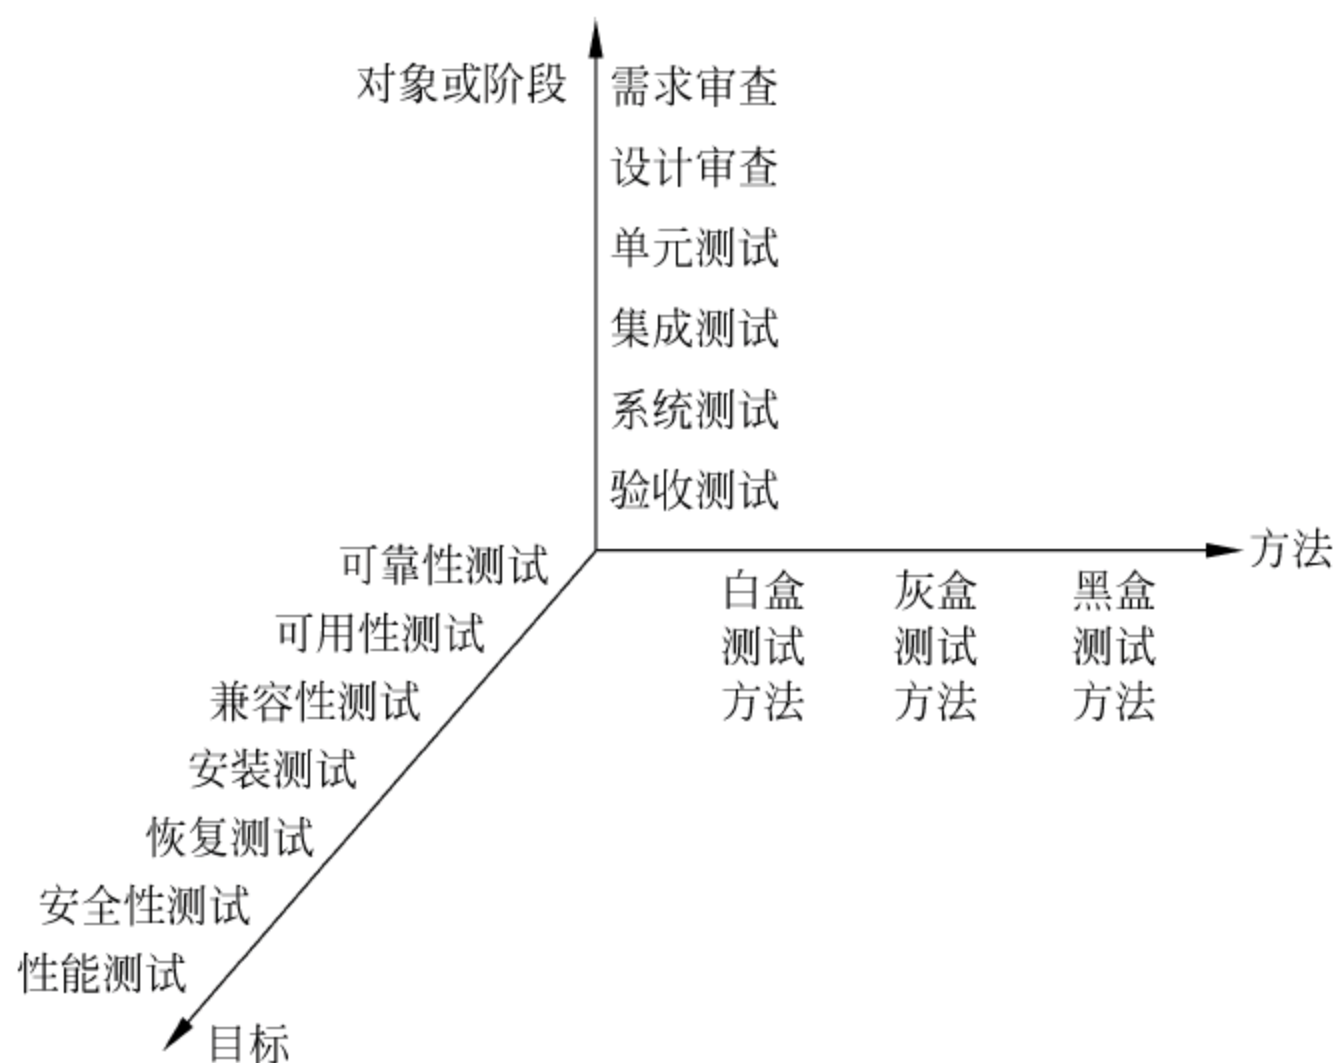 对象或阶段
需求审查
设计审查
单元测试
集成测试
系统测试
验收测试
方法
白盒
测试
方法
灰盒
测试
方法
黑盒
测试
方法
可靠性测试
可用性测试
兼容性测试
安装测试
恢复测试
安全性测试
性能测试
目标